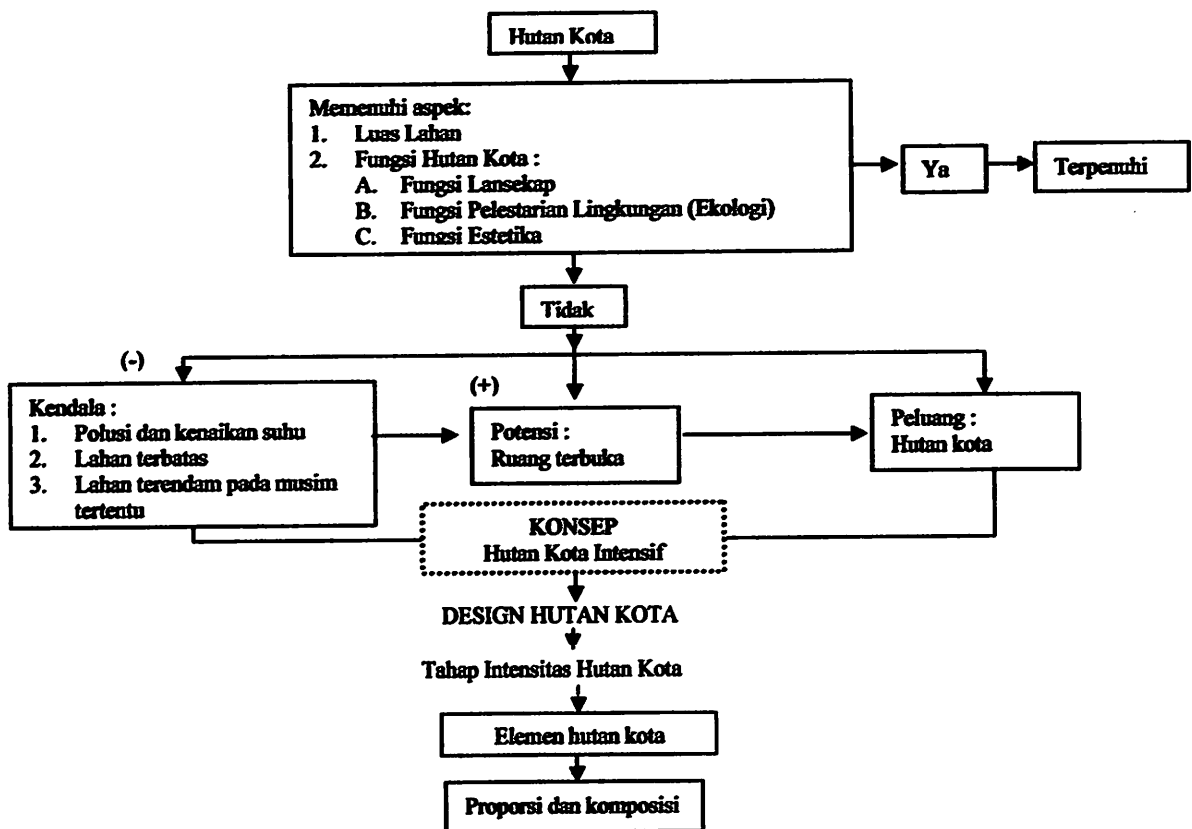 Hutan Kota
Memenuhi aspek:
1. Luas Lahan
2. Fungsi Hutan Kota :
A. Fungsi Lansekap
B. Fungsi Pelestarian Lingkungan (Ekologi)
C. Fungsi Estetika
Ya
Terpenuhi
Tidak
(-)
(+)
Kendala :
1. Polusi dan kenaikan suhu
2. Lahan terbatas
3. Lahan terendam pada musim
tertentu
Potensi :
Ruang terbuka
Peluang :
Hutan kota
KONSEP
Hutan Kota Intensif
DESIGN HUTAN KOTA
Tahap Intensitas Hutan Kota
Elemen hutan kota
Proporsi dan komposisi